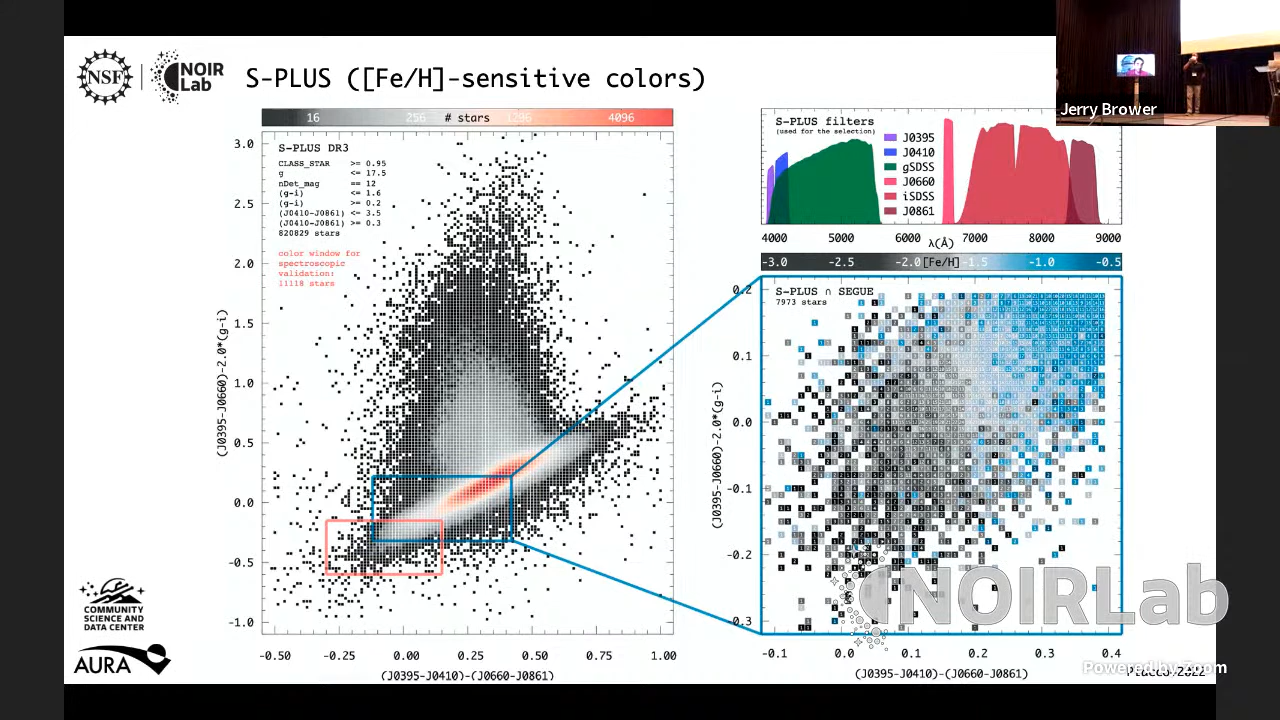 NSF
NOIR
Lab
S-PLUS ([Fe/H]-sensitive colors)
Jerry Brower
16 256 # stars 1296 4096
S-PLUS DR3
CLASS_STAR >= 0.95
g <= 17.5
nDet_mag == 12
(g-i) <= 1.6
(g-i) >= 0.2
(J0410-J0861) <= 3.5
(J0410-J0861) >= 0.3
820829 stars
color window for
spectroscopic
validation:
11118 stars
3.0
2.5
2.0
1.5
1.0
0.5
0.0
-0.5
-1.0
(J0395-J0660)-2.0*(g-i)
-0.50 -0.25 0.00 0.25 0.50 0.75 1.00
(J0395-J0410)-(J0660-J0861)
S-PLUS filters
(used for the selection)
J0395
J0410
gSDSS
J0660
iSDSS
J0861
4000 5000 6000 7000 8000 9000
λ(Å)
-3.0 -2.5 -2.0 [Fe/H] -1.5 -1.0 -0.5
S-PLUS ∩ SEGUE
7973 stars
0.2
0.1
0.0
-0.1
-0.2
0.3
(J0395-J0660)-2.0*(g-i)
-0.1 0.0 0.1 0.2 0.3 0.4
(J0395-J0410)-(J0660-J0861)
COMMUNITY
SCIENCE AND
DATA CENTER
AURA
NOIRLab
Powered by Zoom